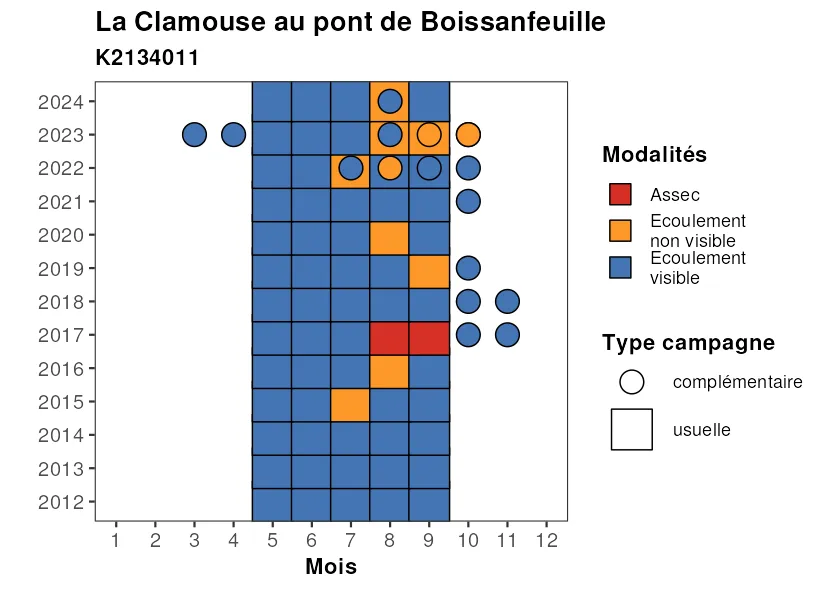 La Clamouse au pont de Boissanfeuille
K2134011
2024
2023
2022
2021
2020
2019
2018
2017
2016
2015
2014
2013
2012
1 2 3 4 5 6 7 8 9 10 11 12
Mois
Modalités
Assec
Ecoulement
non visible
Ecoulement
visible
Type campagne
complémentaire
usuelle